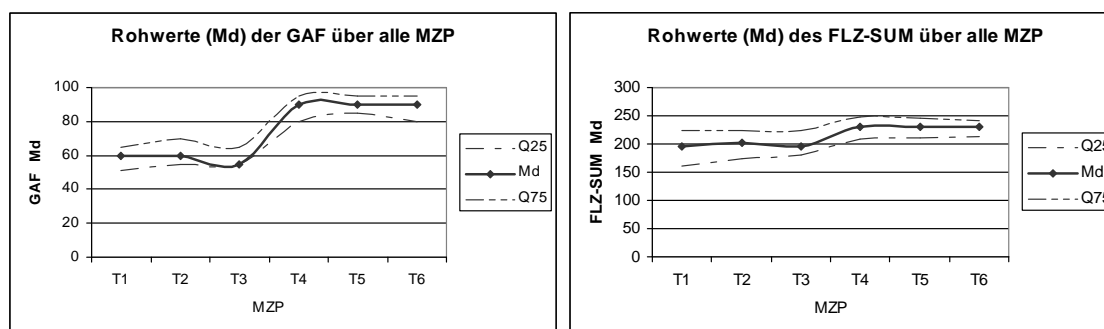 Rohwerte (Md) der GAF über alle MZP
100
80
60
40
20
0
GAF Md
T1 T2 T3 T4 T5 T6
MZP
Q25
Md
Q75
Rohwerte (Md) des FLZ-SUM über alle MZP
300
250
200
150
100
50
0
FLZ-SUM Md
T1 T2 T3 T4 T5 T6
MZP
Q25
Md
Q75